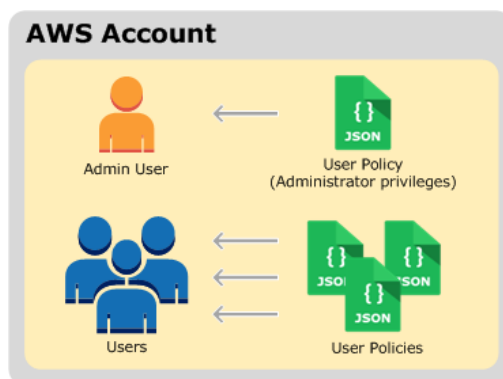 AWS Account
{ }
JSON
Admin User
User Policy
(Administrator privileges)
{ }
JSON
{ }
JSON
{ }
JSON
Users
User Policies